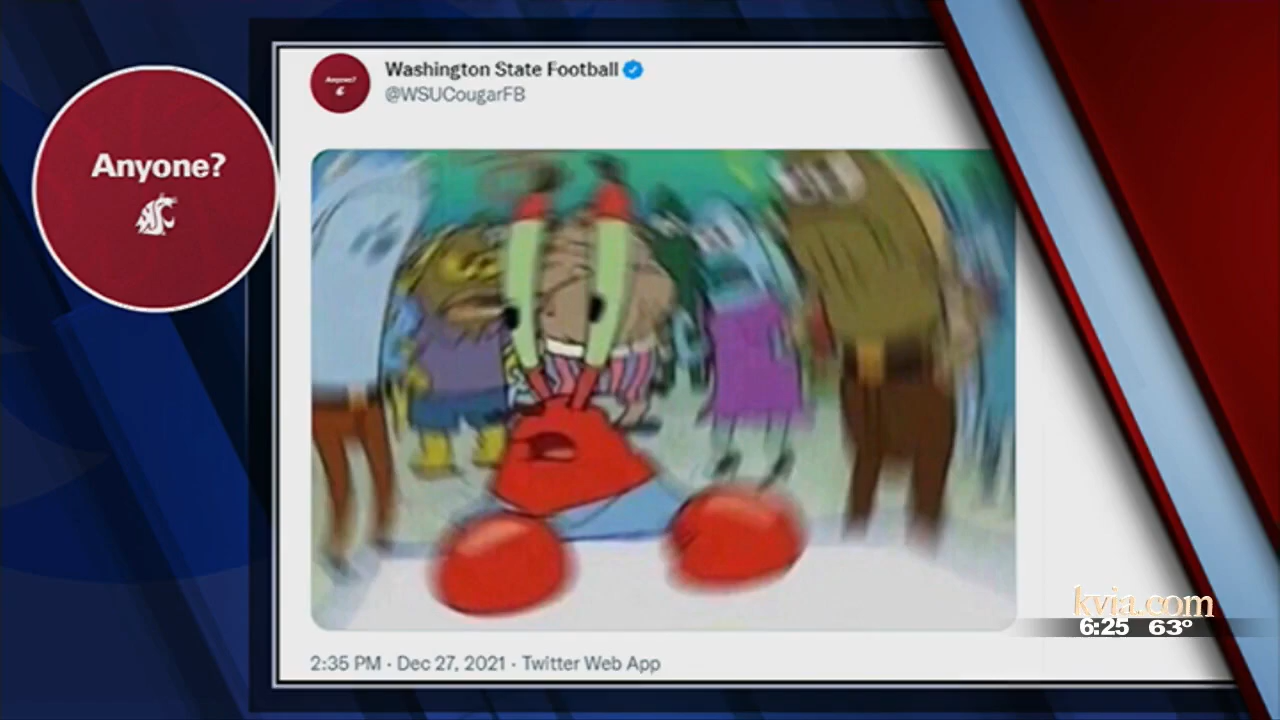 Anyone?
Washington State Football
@WSUCougarFB
Anyone?
2:35 PM · Dec 27, 2021 · Twitter Web App
kvia.com
6:25 63°